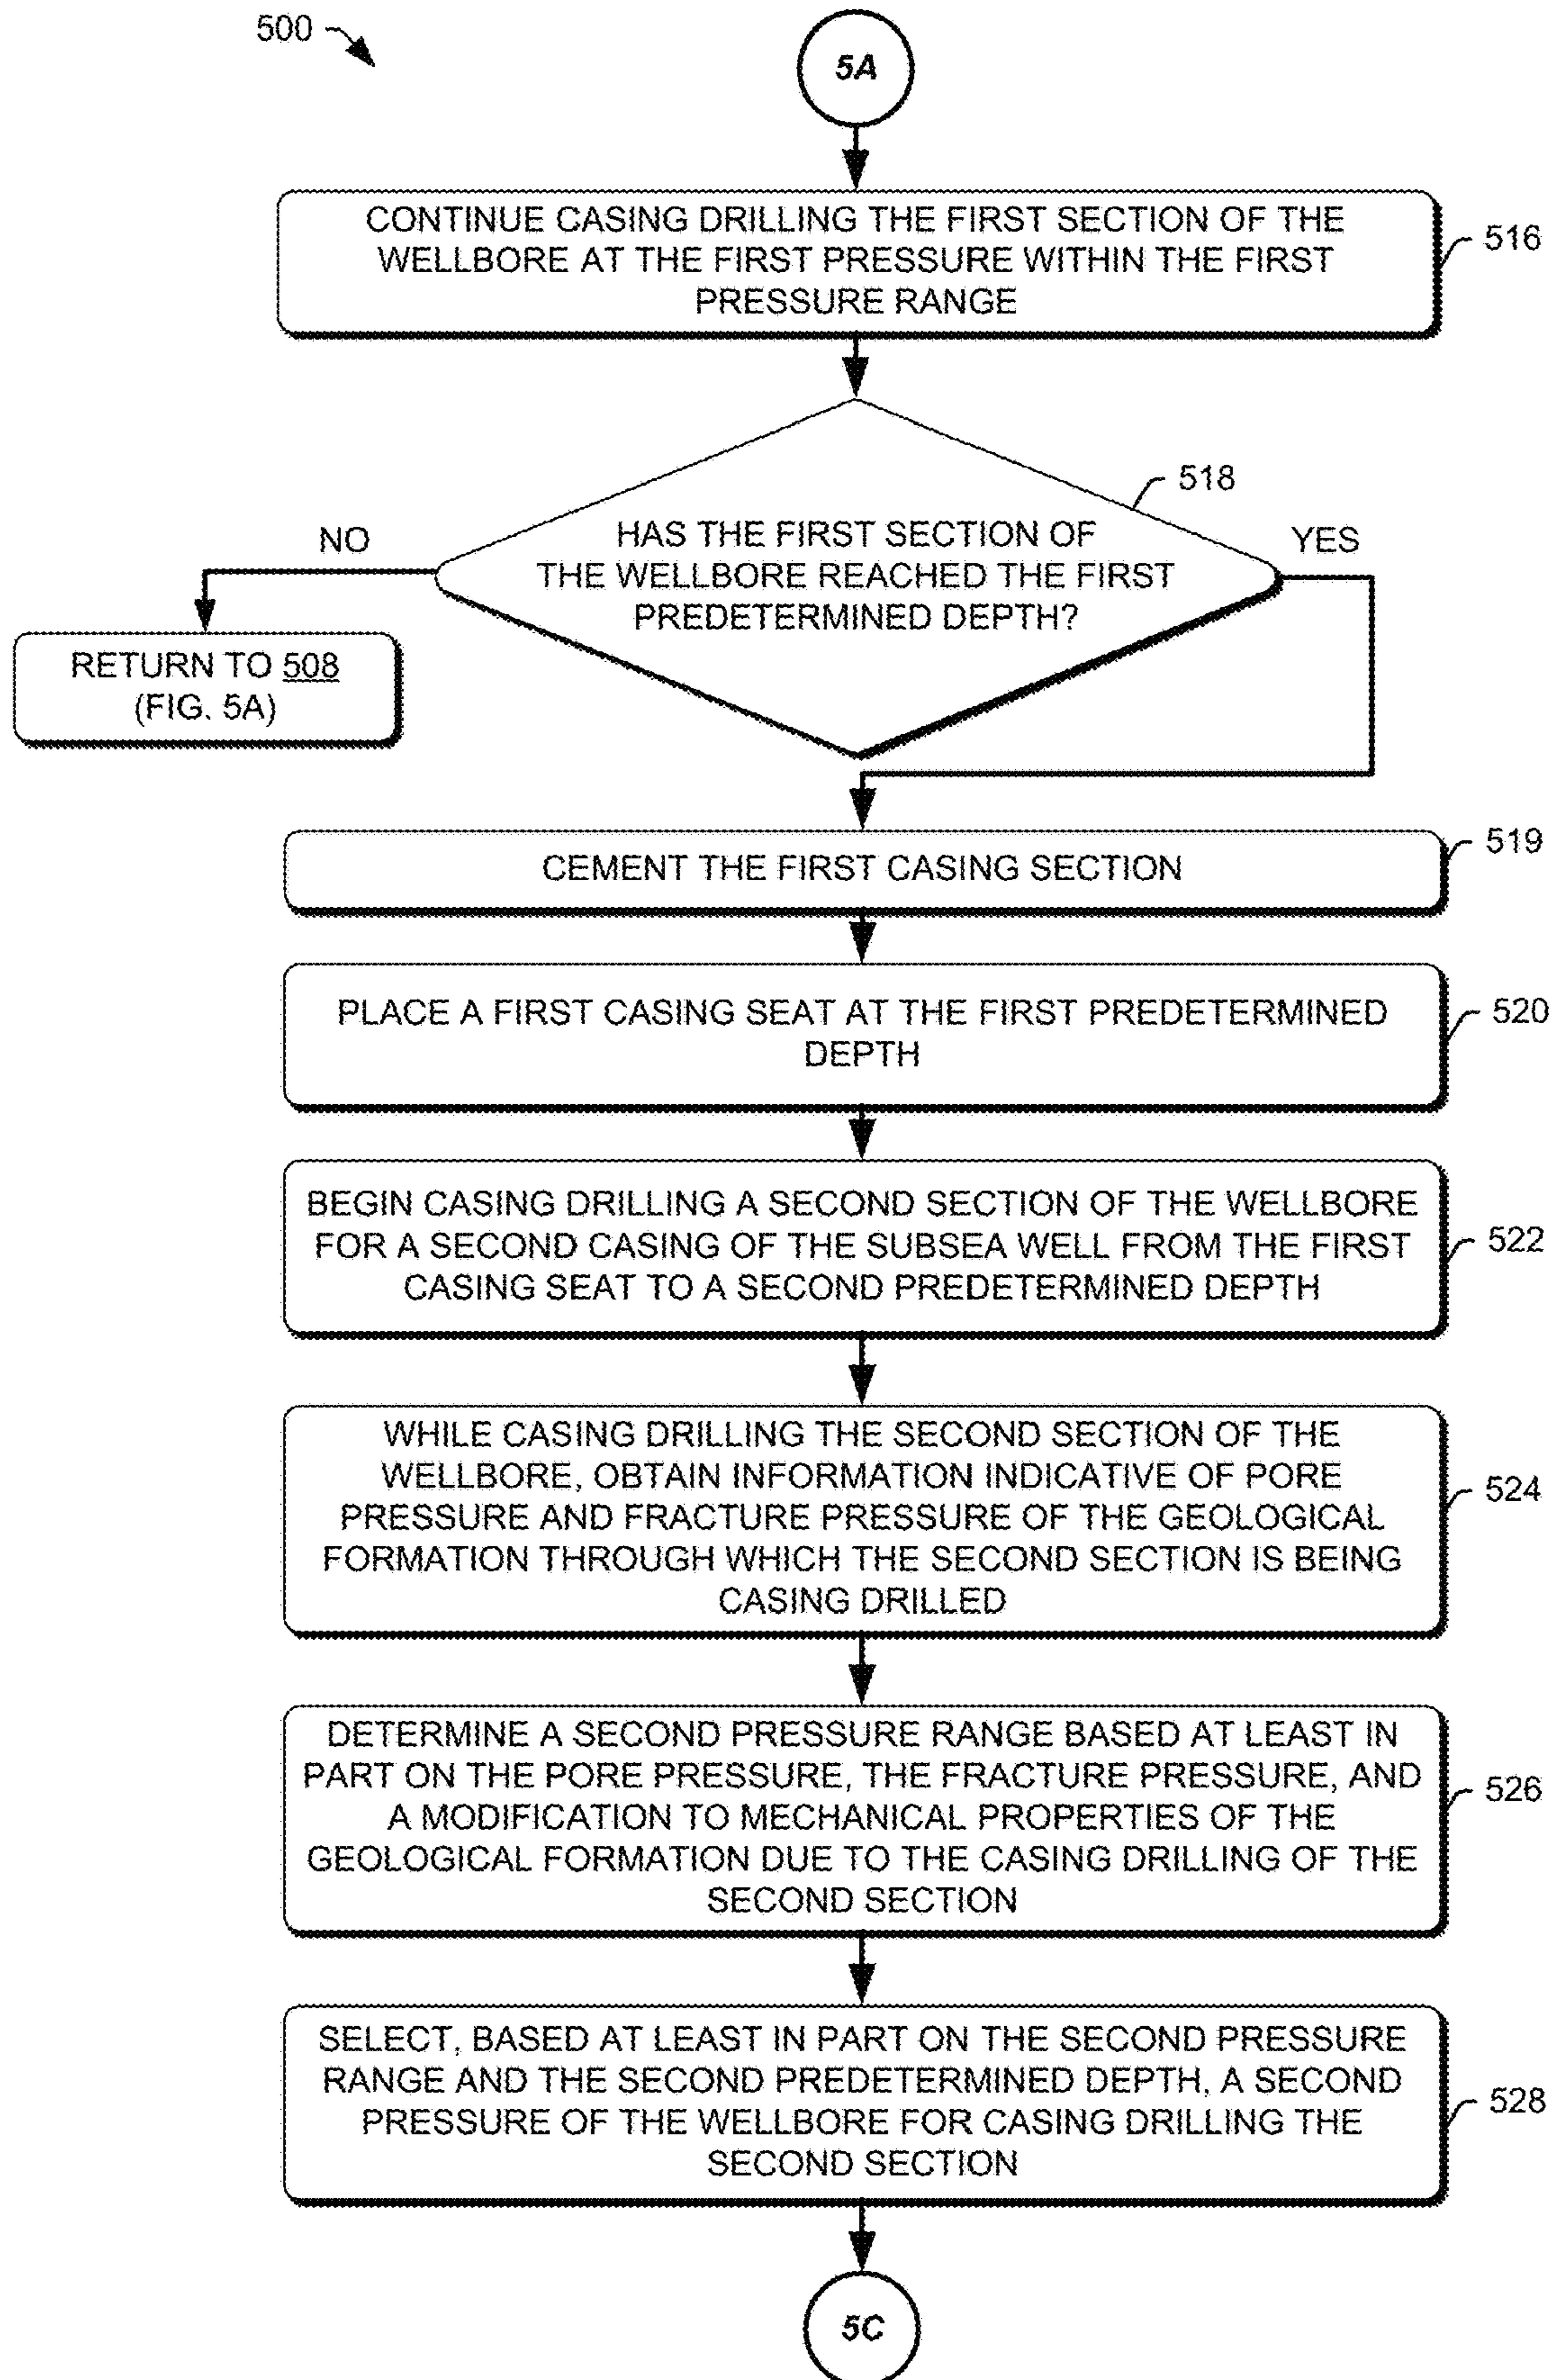 500
5A
CONTINUE CASING DRILLING THE FIRST SECTION OF THE
WELLBORE AT THE FIRST PRESSURE WITHIN THE FIRST
PRESSURE RANGE
516
518
HAS THE FIRST SECTION OF
THE WELLBORE REACHED THE FIRST
PREDETERMINED DEPTH?
NO
YES
RETURN TO 508
(FIG. 5A)
CEMENT THE FIRST CASING SECTION
519
PLACE A FIRST CASING SEAT AT THE FIRST PREDETERMINED
DEPTH
520
BEGIN CASING DRILLING A SECOND SECTION OF THE WELLBORE
FOR A SECOND CASING OF THE SUBSEA WELL FROM THE FIRST
CASING SEAT TO A SECOND PREDETERMINED DEPTH
522
WHILE CASING DRILLING THE SECOND SECTION OF THE
WELLBORE, OBTAIN INFORMATION INDICATIVE OF PORE
PRESSURE AND FRACTURE PRESSURE OF THE GEOLOGICAL
FORMATION THROUGH WHICH THE SECOND SECTION IS BEING
CASING DRILLED
524
DETERMINE A SECOND PRESSURE RANGE BASED AT LEAST IN
PART ON THE PORE PRESSURE, THE FRACTURE PRESSURE, AND
A MODIFICATION TO MECHANICAL PROPERTIES OF THE
GEOLOGICAL FORMATION DUE TO THE CASING DRILLING OF THE
SECOND SECTION
526
SELECT, BASED AT LEAST IN PART ON THE SECOND PRESSURE
RANGE AND THE SECOND PREDETERMINED DEPTH, A SECOND
PRESSURE OF THE WELLBORE FOR CASING DRILLING THE
SECOND SECTION
528
5C